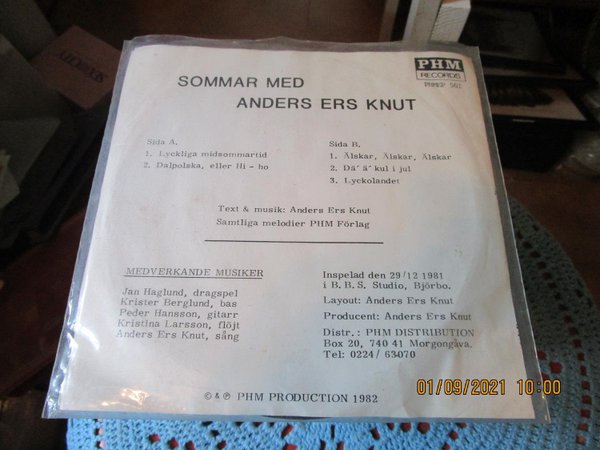 PHM
RECORDS
PHMEP 501
SOMMAR MED
ANDERS ERS KNUT
Sida A.
1. Lyckliga midsommartid
2. Dalpolska, eller Hi - ho
Sida B.
1. Älskar, Älskar, Älskar
2. Dä' ä' kul i jul
3. Lyckolandet
Text & musik: Anders Ers Knut
Samtliga melodier PHM Förlag
MEDVERKANDE MUSIKER
Jan Haglund, dragspel
Krister Berglund, bas
Peder Hansson, gitarr
Kristina Larsson, flöjt
Anders Ers Knut, sång
Inspelad den 29/12 1981
i B.B.S. Studio, Björbo.
Layout: Anders Ers Knut
Producent: Anders Ers Knut
Distr.: PHM DISTRIBUTION
Box 20, 740 41 Morgongåva.
Tel: 0224/ 63070
© & ℗ PHM PRODUCTION 1982
01/09/2021 10:00